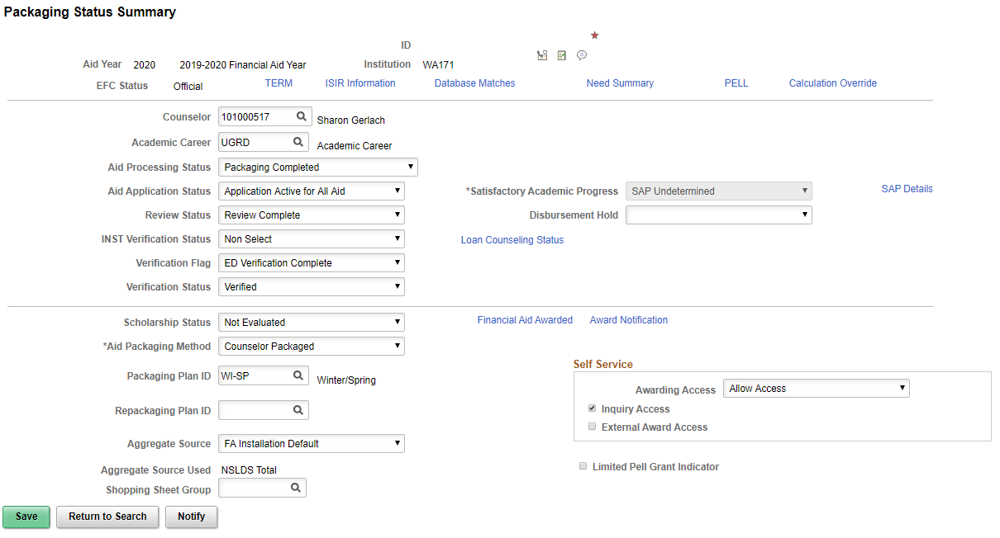 Packaging Status Summary
ID
Aid Year 2020 2019-2020 Financial Aid Year Institution WA171
EFC Status Official TERM ISIR Information Database Matches Need Summary PELL Calculation Override
Counselor 101000517 Sharon Gerlach
Academic Career UGRD Academic Career
Aid Processing Status Packaging Completed
Aid Application Status Application Active for All Aid *Satisfactory Academic Progress SAP Undetermined SAP Details
Review Status Review Complete Disbursement Hold
INST Verification Status Non Select Loan Counseling Status
Verification Flag ED Verification Complete
Verification Status Verified
Scholarship Status Not Evaluated Financial Aid Awarded Award Notification
*Aid Packaging Method Counselor Packaged
Self Service
Packaging Plan ID WI-SP Winter/Spring
Awarding Access Allow Access
Repackaging Plan ID Inquiry Access
External Award Access
Aggregate Source FA Installation Default
Aggregate Source Used NSLDS Total Limited Pell Grant Indicator
Shopping Sheet Group
Save Return to Search Notify